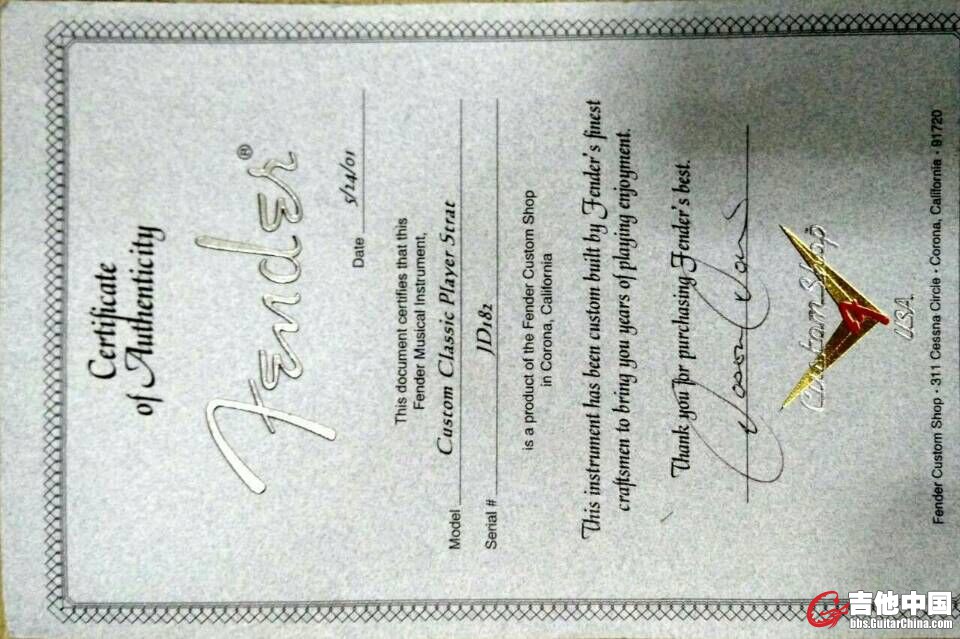 Certificate
of Authenticity
Fender®
Date 5/24/01
This document certifies that this
Fender Musical Instrument,
Model Custom Classic Player Strat
Serial # JD182
is a product of the Fender Custom Shop
in Corona, California
This instrument has been custom built by Fender's finest
craftsmen to bring you years of playing enjoyment.
Thank you for purchasing Fender's best.
Custom Shop
USA
Fender Custom Shop · 311 Cessna Circle · Corona, California · 91720
吉他中国
bbs.GuitarChina.com